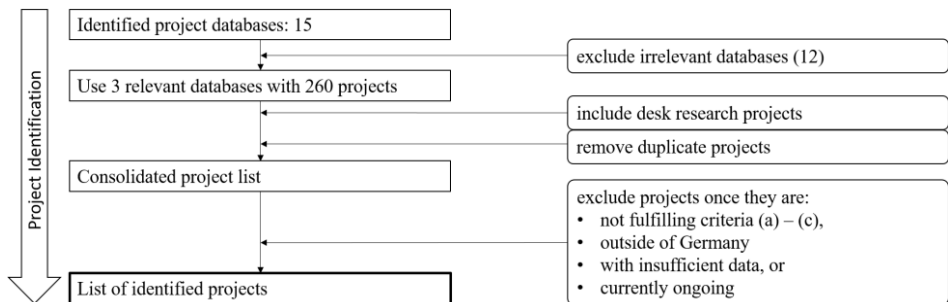 Project Identification
Identified project databases: 15
exclude irrelevant databases (12)
Use 3 relevant databases with 260 projects
include desk research projects
remove duplicate projects
Consolidated project list
exclude projects once they are:
• not fulfilling criteria (a) – (c),
• outside of Germany
• with insufficient data, or
• currently ongoing
List of identified projects